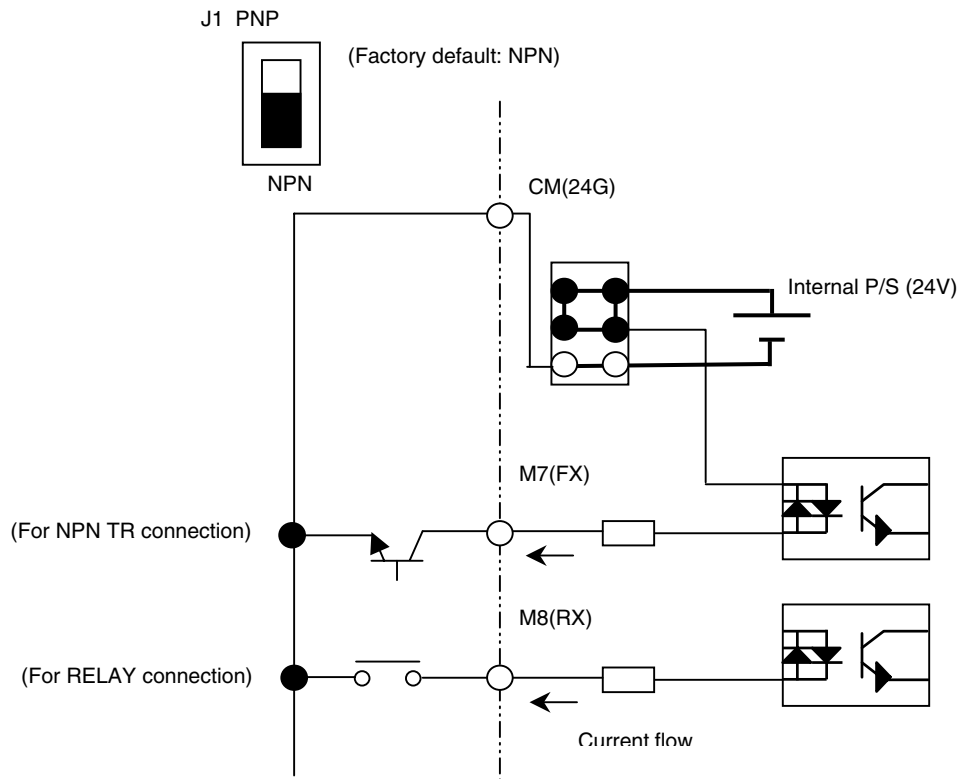 J1 PNP
(Factory default: NPN)
NPN
CM(24G)
Internal P/S (24V)
M7(FX)
(For NPN TR connection)
M8(RX)
(For RELAY connection)
Current flow